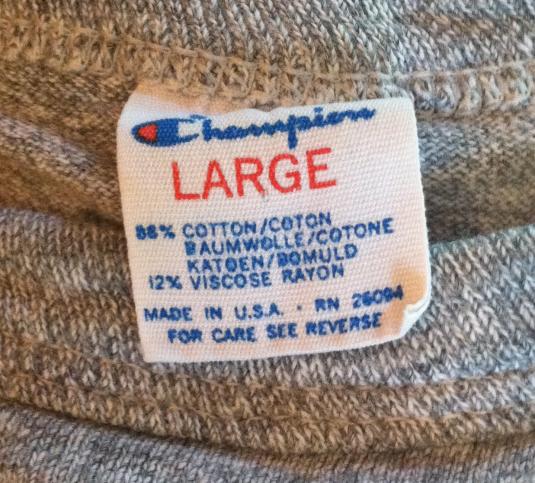 Champion
LARGE
88% COTTON/COTON
BAUMWOLLE/COTONE
KATOEN/BOMULD
12% VISCOSE RAYON
MADE IN U.S.A. · RN 26094
FOR CARE SEE REVERSE